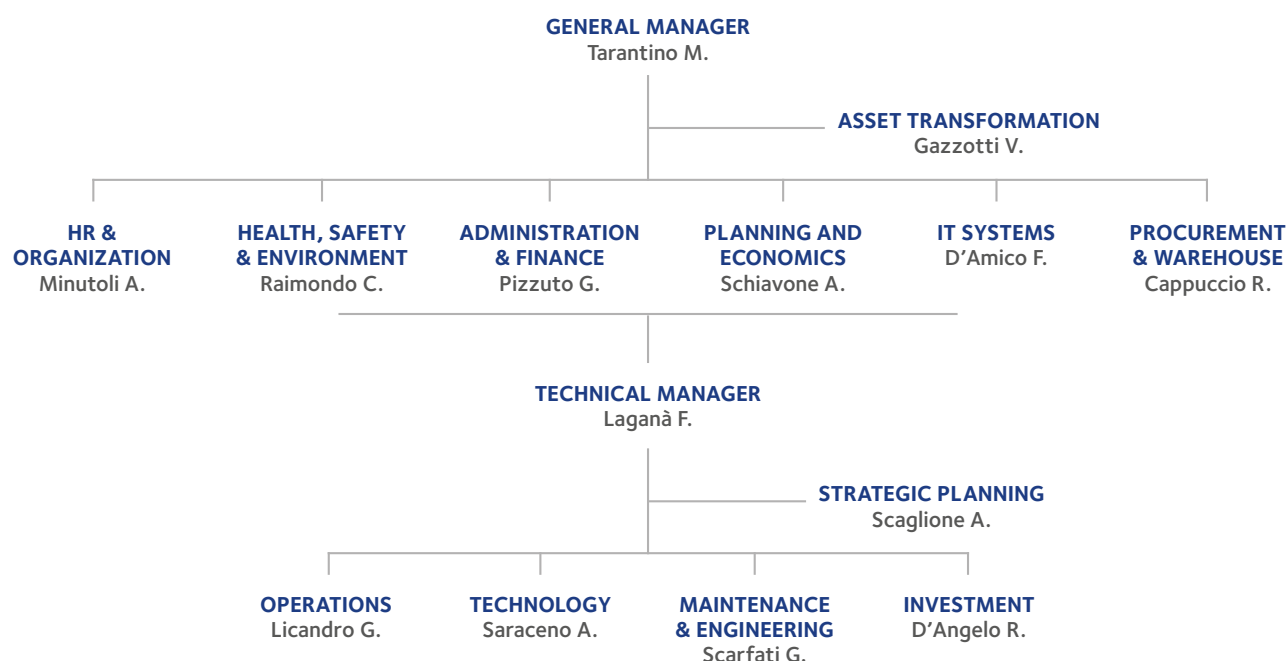 GENERAL MANAGER
Tarantino M.
ASSET TRANSFORMATION
Gazzotti V.
HR &
ORGANIZATION
Minutoli A.
HEALTH, SAFETY
& ENVIRONMENT
Raimondo C.
ADMINISTRATION
& FINANCE
Pizzuto G.
PLANNING AND
ECONOMICS
Schiavone A.
IT SYSTEMS
D’Amico F.
PROCUREMENT
& WAREHOUSE
Cappuccio R.
TECHNICAL MANAGER
Laganà F.
STRATEGIC PLANNING
Scaglione A.
OPERATIONS
Licandro G.
TECHNOLOGY
Saraceno A.
MAINTENANCE
& ENGINEERING
Scarfati G.
INVESTMENT
D’Angelo R.